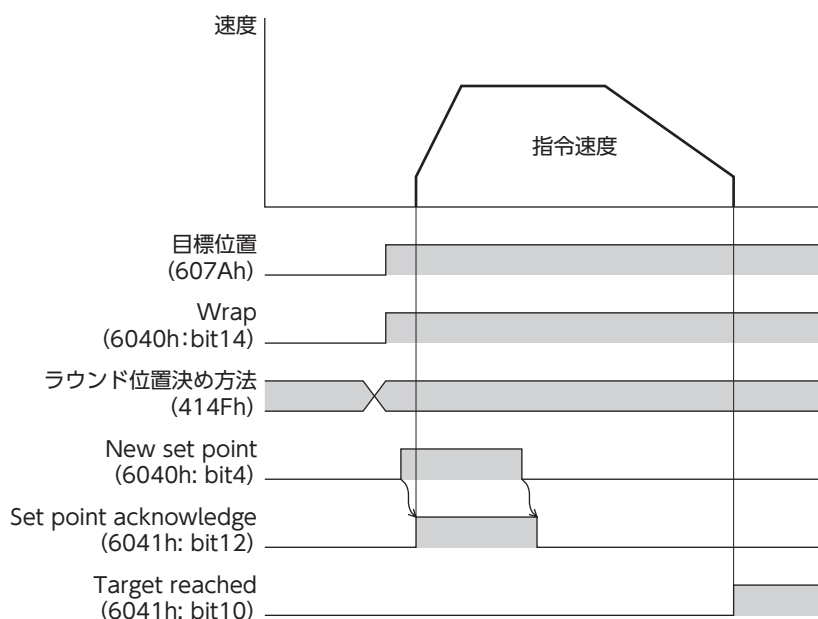 速度
指令速度
目標位置
(607Ah)
Wrap
(6040h:bit14)
ラウンド位置決め方法
(414Fh)
New set point
(6040h: bit4)
Set point acknowledge
(6041h: bit12)
Target reached
(6041h: bit10)